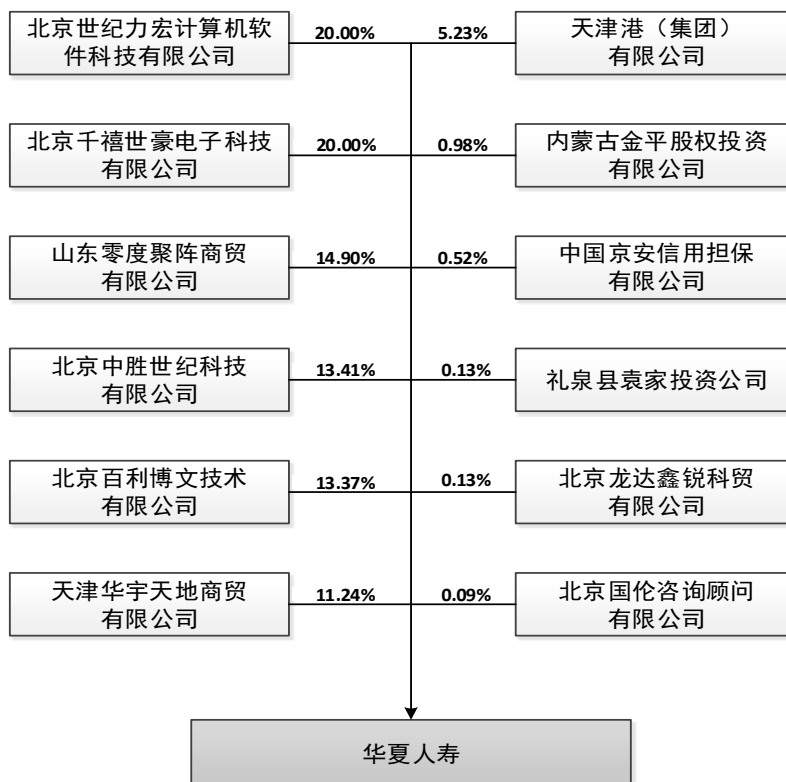 北京世纪力宏计算机软
件科技有限公司
20.00%
5.23%
天津港（集团）
有限公司
北京千禧世豪电子科技
有限公司
20.00%
0.98%
内蒙古金平股权投资
有限公司
山东零度聚阵商贸
有限公司
14.90%
0.52%
中国京安信用担保
有限公司
北京中胜世纪科技
有限公司
13.41%
0.13%
礼泉县袁家投资公司
北京百利博文技术
有限公司
13.37%
0.13%
北京龙达鑫锐科贸
有限公司
天津华宇天地商贸
有限公司
11.24%
0.09%
北京国伦咨询顾问
有限公司
华夏人寿